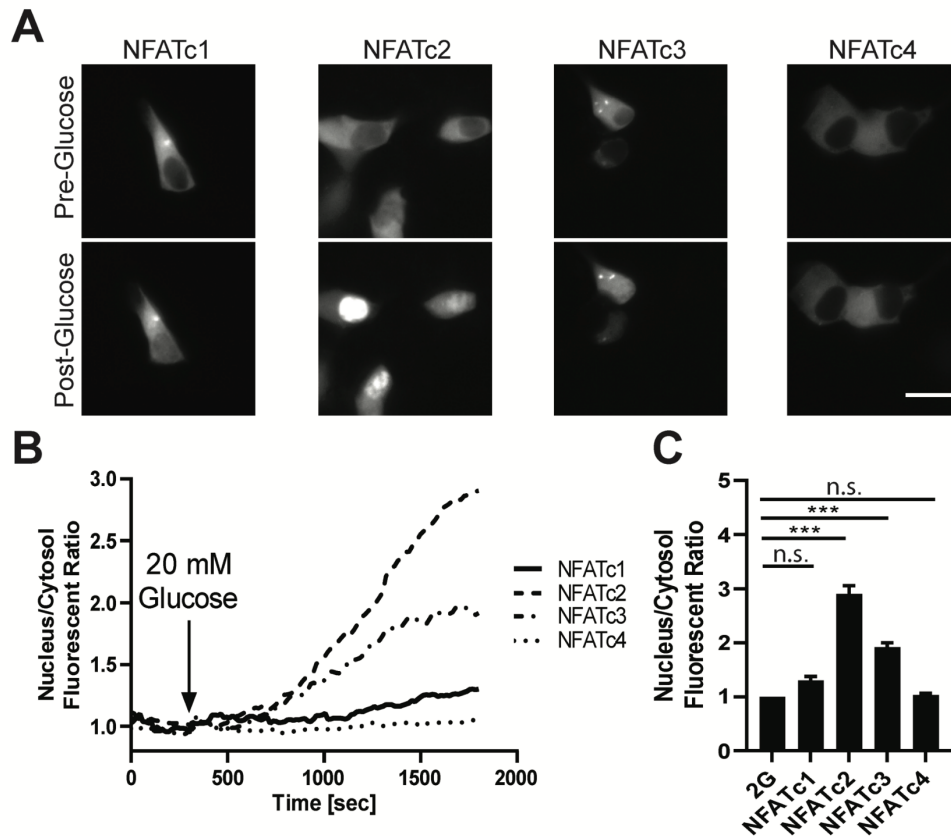 A
NFATc1
NFATc2
NFATc3
NFATc4
Pre-Glucose
Post-Glucose
B
Nucleus/Cytosol
Fluorescent Ratio
3.0
2.5
2.0
1.5
1.0
20 mM
Glucose
NFATc1
NFATc2
NFATc3
NFATc4
0
500
1000
1500
2000
Time [sec]
C
Nucleus/Cytosol
Fluorescent Ratio
5
4
3
2
1
0
n.s.
***
***
n.s.
2G
NFATc1
NFATc2
NFATc3
NFATc4